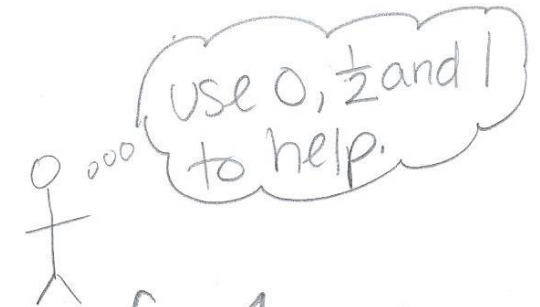 use 0, ½ and 1
to help.